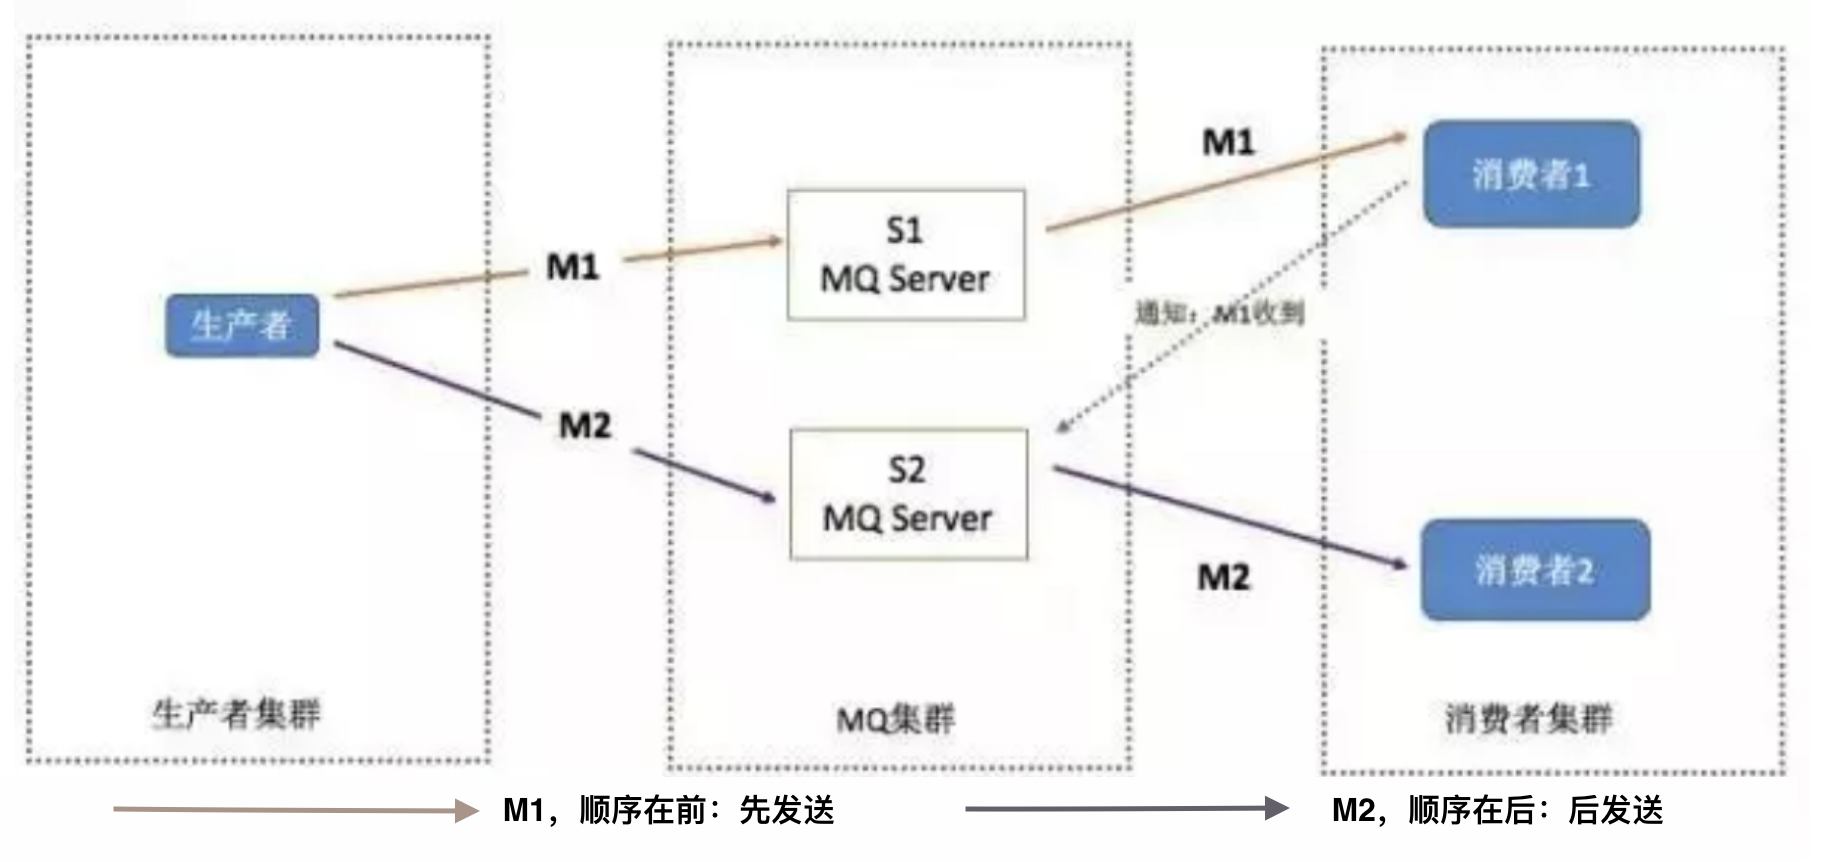 M1
消费者1
S1
MQ Server
M1
生产者
通知：M1收到
M2
S2
MQ Server
消费者2
M2
生产者集群
MQ集群
消费者集群
M1，顺序在前：先发送
M2，顺序在后：后发送